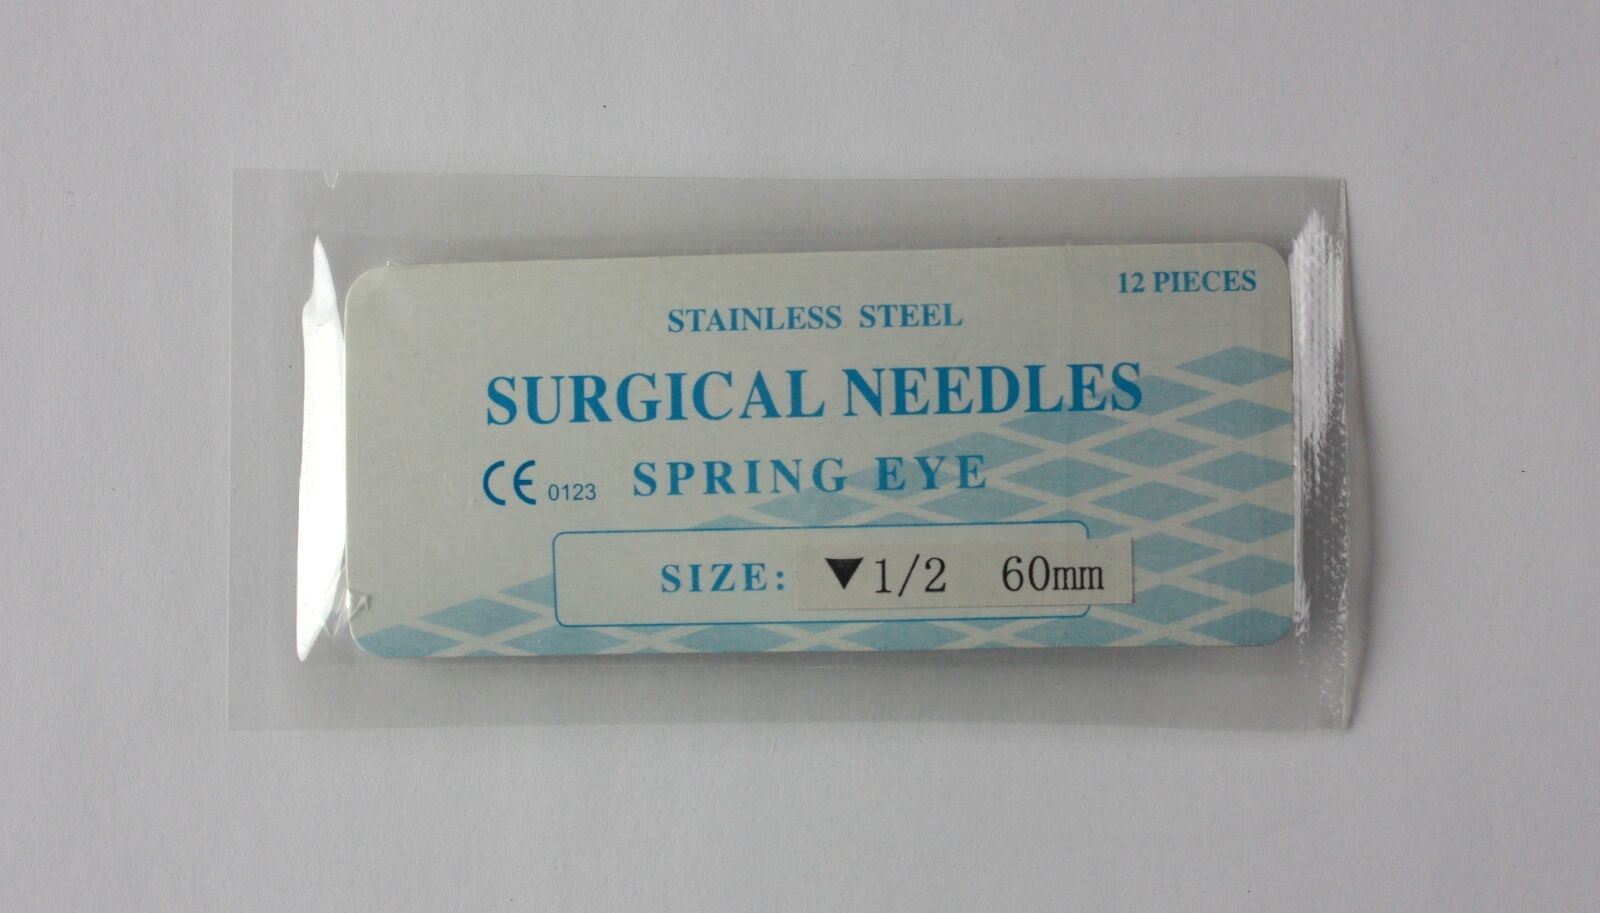 12 PIECES
STAINLESS STEEL
SURGICAL NEEDLES
CE 0123 SPRING EYE
SIZE: ▼1/2 60mm